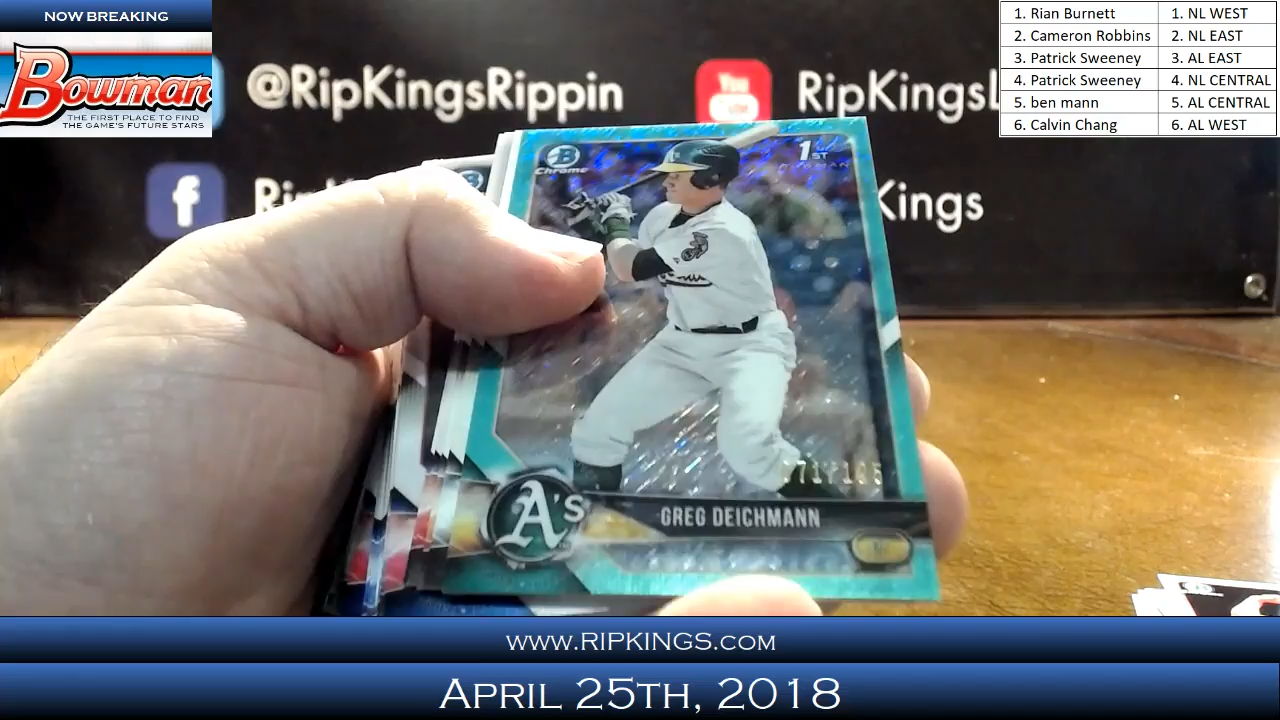 NOW BREAKING
Bowman
THE FIRST PLACE TO FIND
THE GAME'S FUTURE STARS
@RipKingsRippin
You
RipKingsL
f
Rip
Kings
1. Rian Burnett 1. NL WEST
2. Cameron Robbins 2. NL EAST
3. Patrick Sweeney 3. AL EAST
4. Patrick Sweeney 4. NL CENTRAL
5. ben mann 5. AL CENTRAL
6. Calvin Chang 6. AL WEST
B
Chrome
1ST
BOWMAN
A's
GREG DEICHMANN
WWW.RIPKINGS.COM
APRIL 25TH, 2018